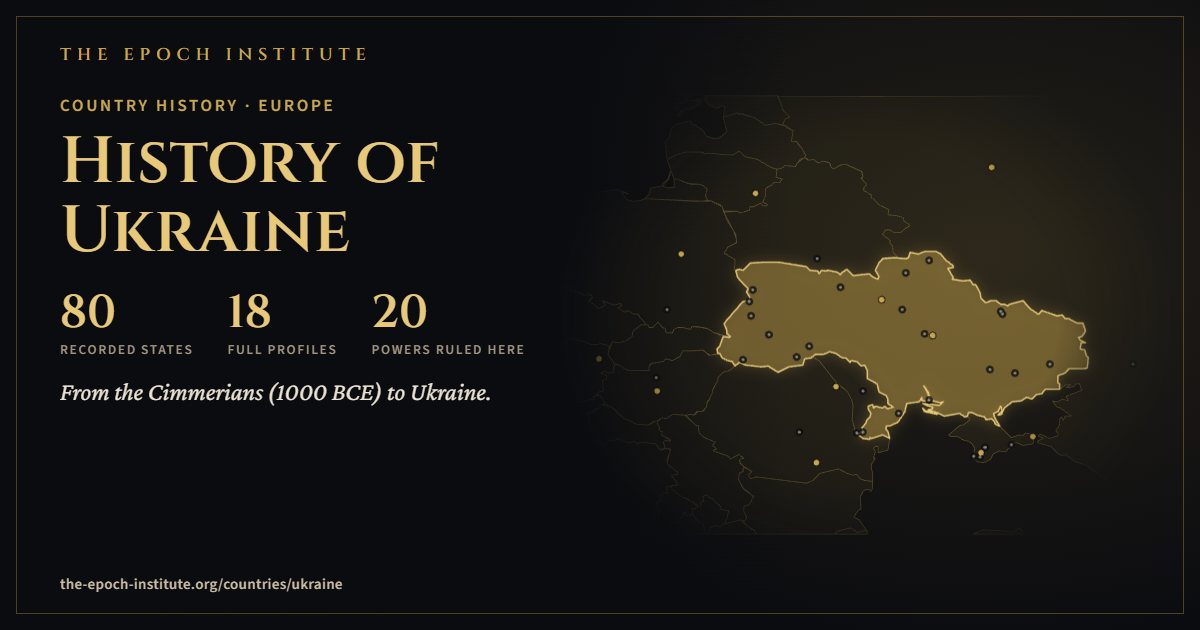 THE EPOCH INSTITUTE
COUNTRY HISTORY · EUROPE
HISTORY OF
UKRAINE
80 18 20
RECORDED STATES FULL PROFILES POWERS RULED HERE
From the Cimmerians (1000 BCE) to Ukraine.
the-epoch-institute.org/countries/ukraine